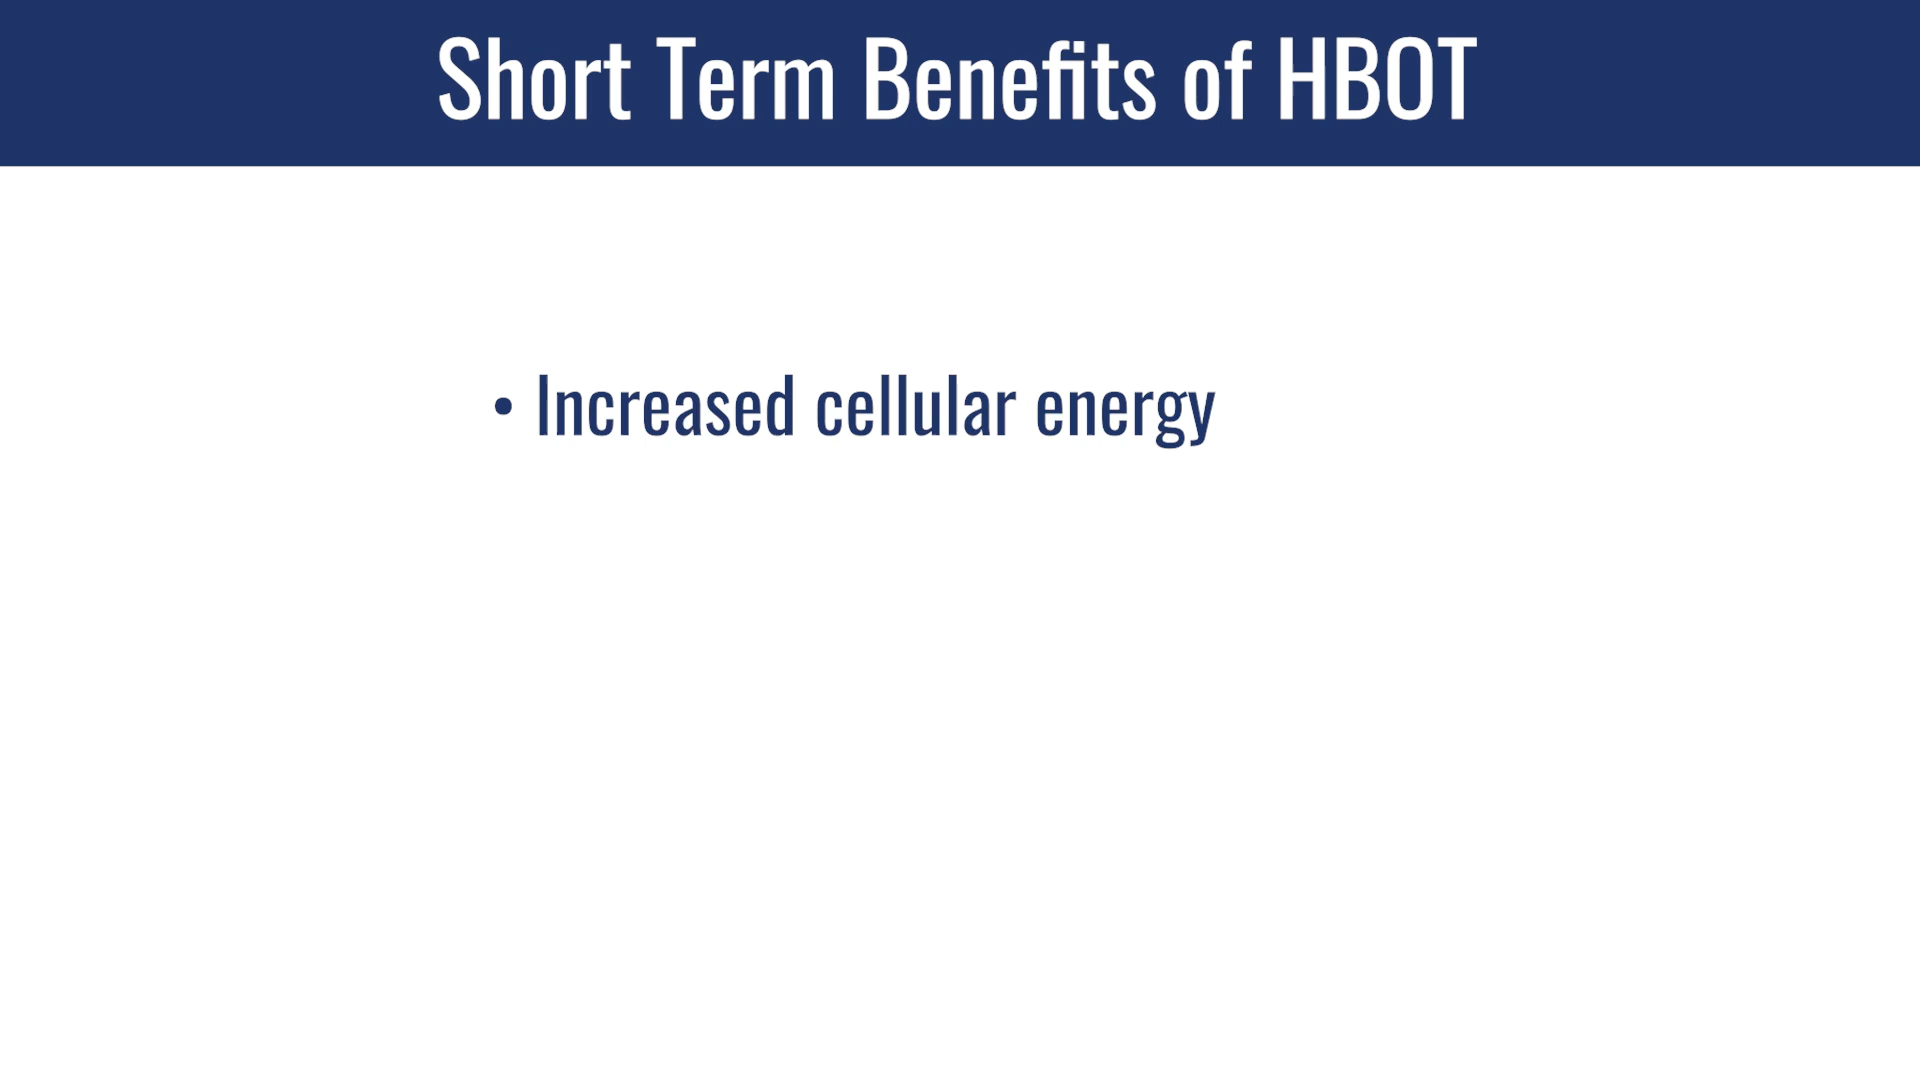 Short Term Benefits of HBOT
• Increased cellular energy